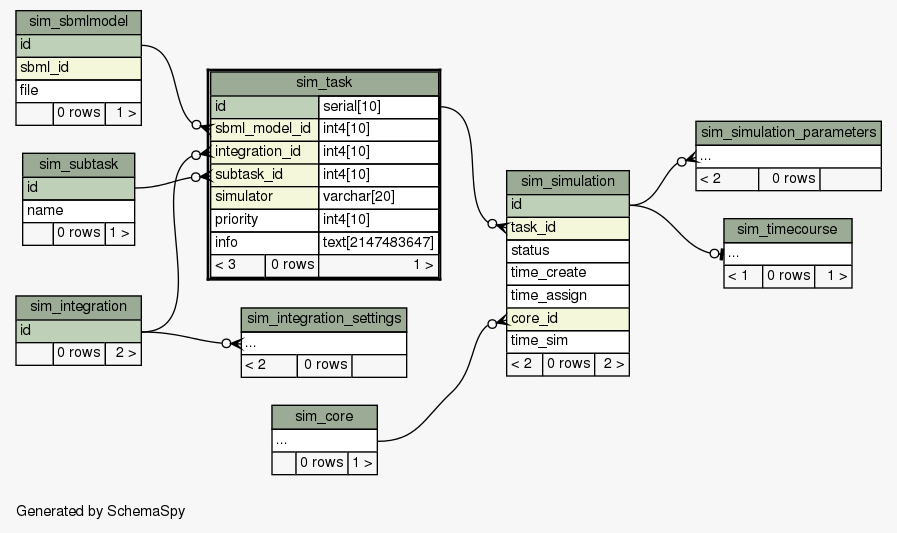 sim_sbmlmodel
id
sbml_id
file
0 rows 1 >
sim_subtask
id
name
0 rows 1 >
sim_integration
id
0 rows 2 >
sim_task
id serial[10]
sbml_model_id int4[10]
integration_id int4[10]
subtask_id int4[10]
simulator varchar[20]
priority int4[10]
info text[2147483647]
< 3 0 rows 1 >
sim_integration_settings
...
< 2 0 rows
sim_core
...
0 rows 1 >
sim_simulation
id
task_id
status
time_create
time_assign
core_id
time_sim
< 2 0 rows 2 >
sim_simulation_parameters
...
< 2 0 rows
sim_timecourse
...
< 1 0 rows 1 >
Generated by SchemaSpy